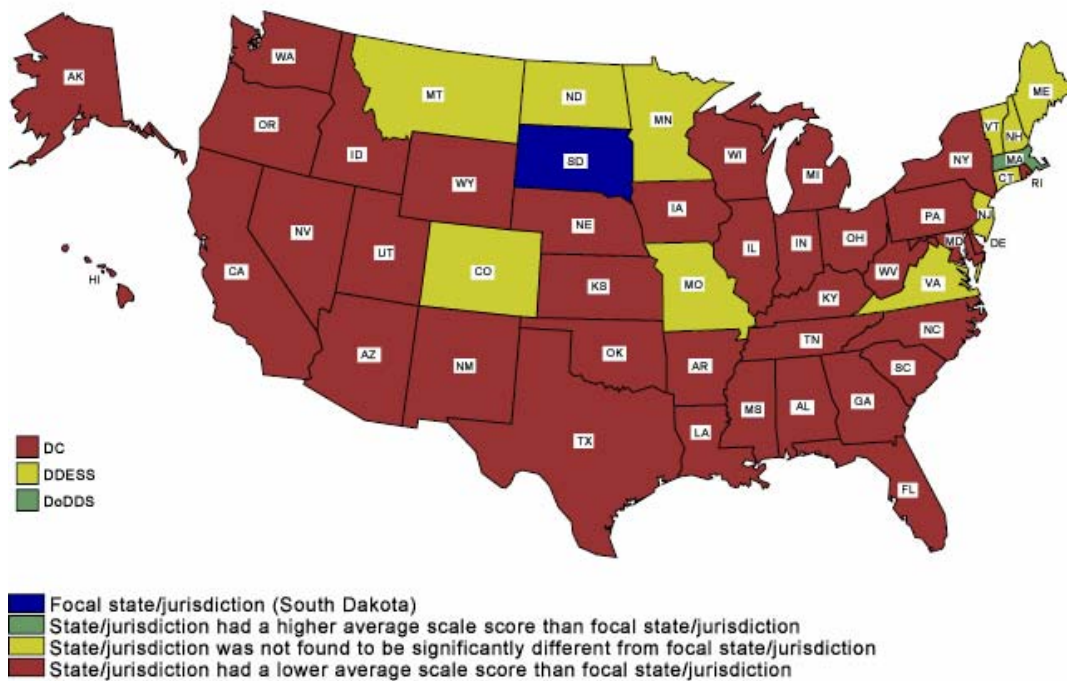 AK
WA
MT
ND
MN
ME
VT
NH
OR
ID
SD
WI
MI
NY
MA
CT
RI
WY
IA
PA
NJ
NE
NV
UT
CO
IL
IN
OH
MD
DE
HI
CA
KS
MO
WV
VA
KY
AZ
NM
OK
AR
TN
NC
SC
TX
LA
MS
AL
GA
FL
DC
DDESS
DoDDS
Focal state/jurisdiction (South Dakota)
State/jurisdiction had a higher average scale score than focal state/jurisdiction
State/jurisdiction was not found to be significantly different from focal state/jurisdiction
State/jurisdiction had a lower average scale score than focal state/jurisdiction